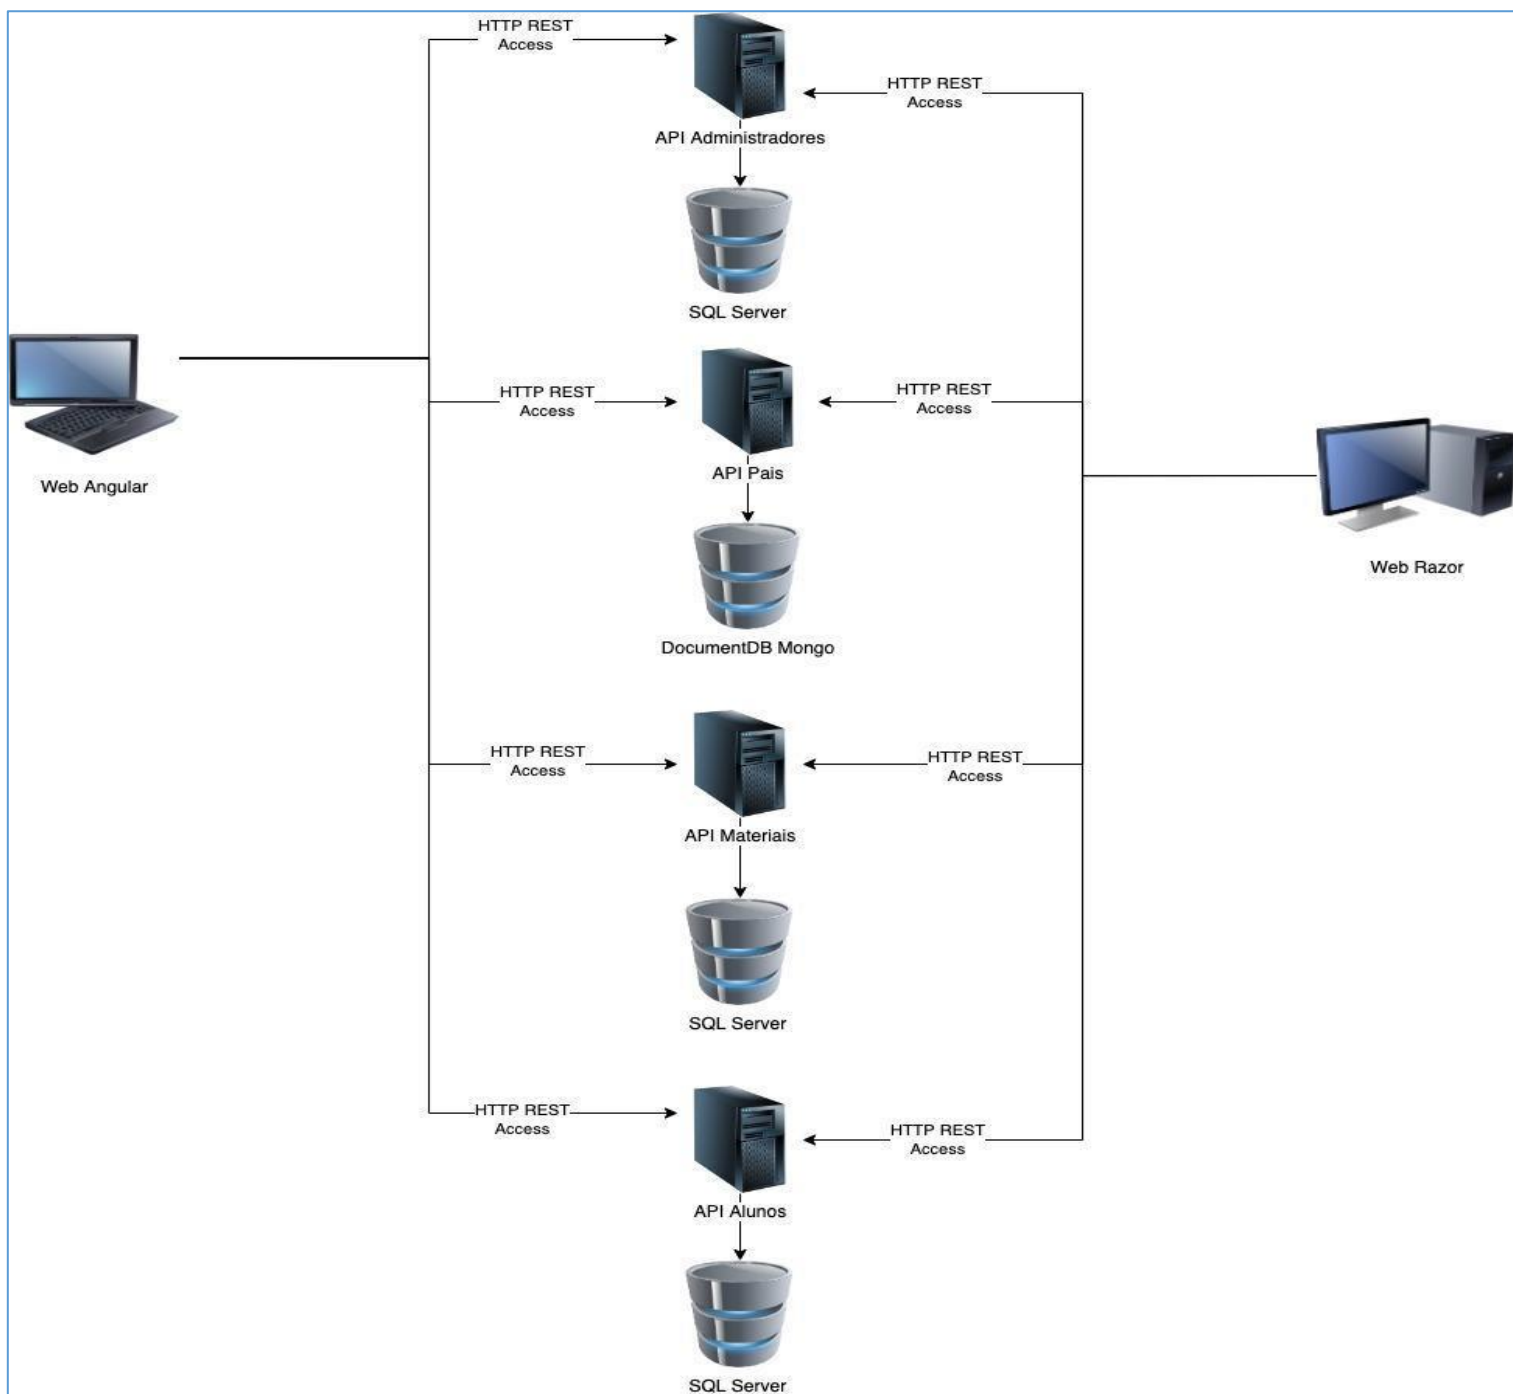 HTTP REST
Access
HTTP REST
Access
API Administradores
SQL Server
HTTP REST
Access
HTTP REST
Access
API Pais
Web Angular
Web Razor
DocumentDB Mongo
HTTP REST
Access
HTTP REST
Access
API Materiais
SQL Server
HTTP REST
Access
HTTP REST
Access
API Alunos
SQL Server